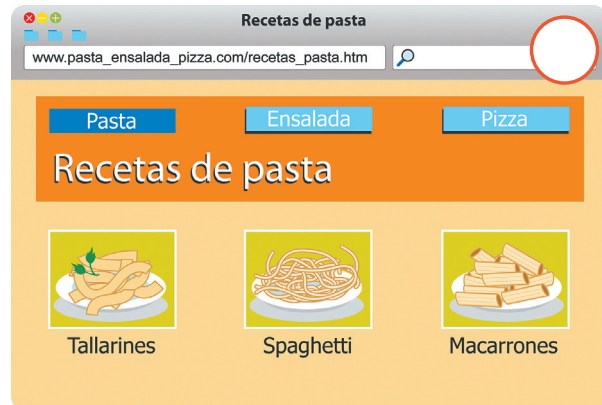 Recetas de pasta
www.pasta_ensalada_pizza.com/recetas_pasta.htm
Pasta Ensalada Pizza
Recetas de pasta
Tallarines Spaghetti Macarrones